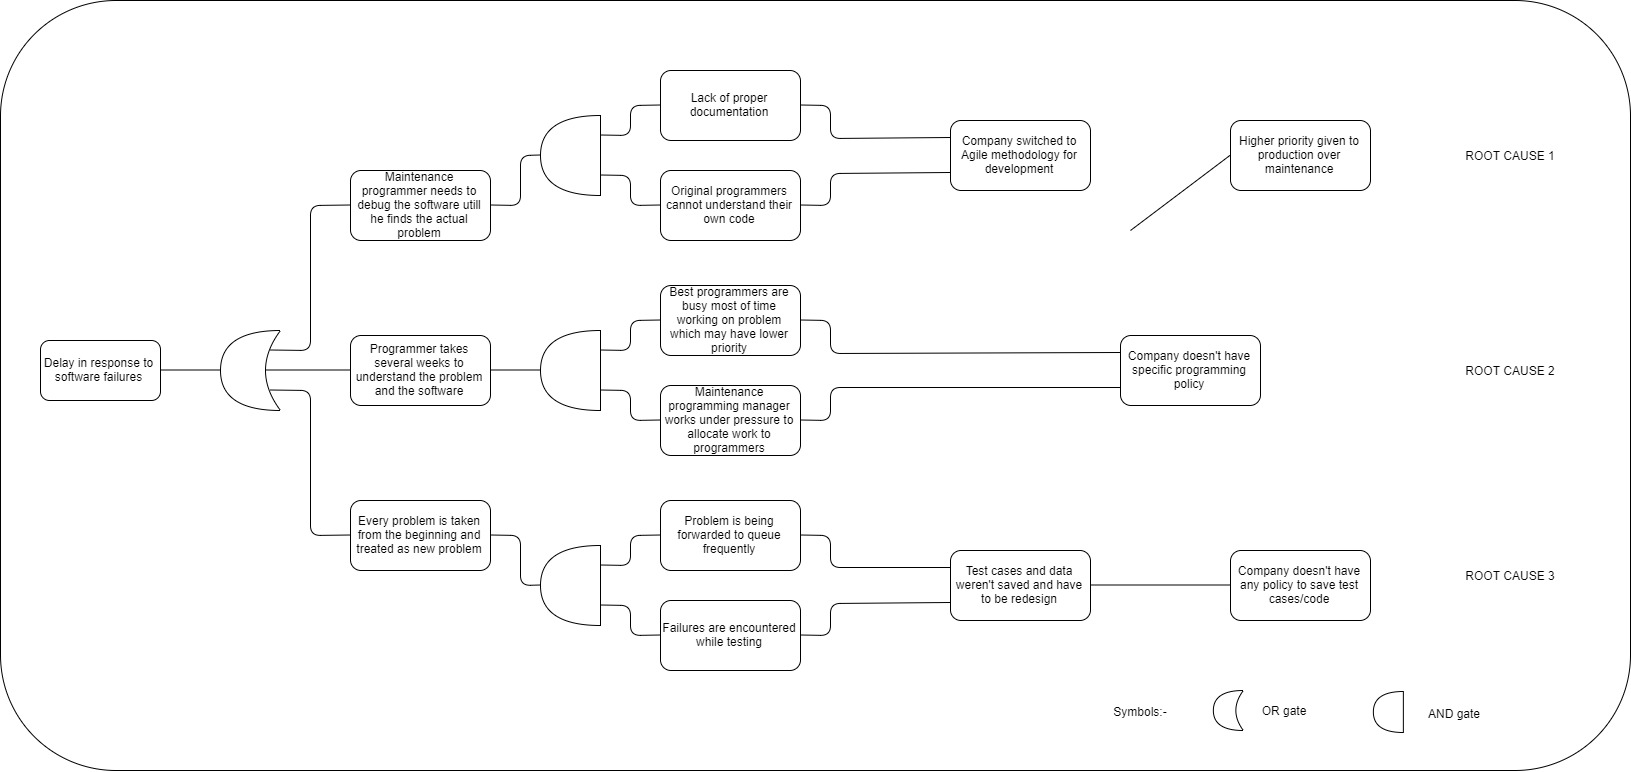 Lack of proper
documentation
Company switched to
Agile methodology for
development
Higher priority given to
production over
maintenance
ROOT CAUSE 1
Maintenance
programmer needs to
debug the software utill
he finds the actual
problem
Original programmers
cannot understand their
own code
Best programmers are
busy most of time
working on problem
which may have lower
priority
Delay in response to
software failures
Programmer takes
several weeks to
understand the problem
and the software
Company doesn't have
specific programming
policy
ROOT CAUSE 2
Maintenance
programming manager
works under pressure to
allocate work to
programmers
Every problem is taken
from the beginning and
treated as new problem
Problem is being
forwarded to queue
frequently
Test cases and data
weren't saved and have
to be redesign
Company doesn't have
any policy to save test
cases/code
ROOT CAUSE 3
Failures are encountered
while testing
Symbols:-
OR gate
AND gate